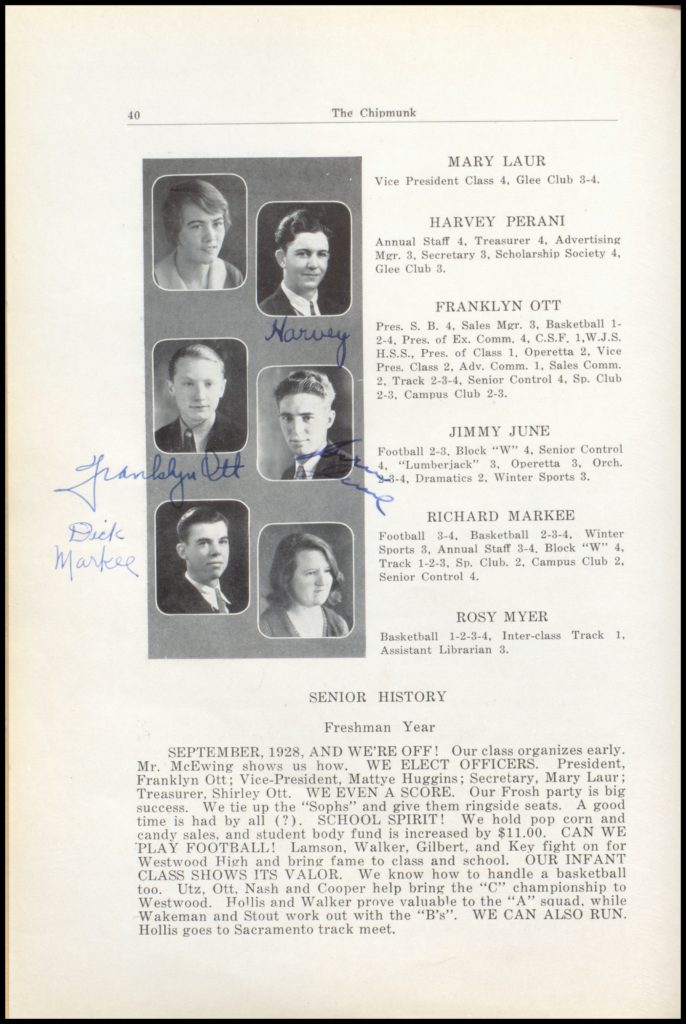 40
The Chipmunk
MARY LAUR
Vice President Class 4, Glee Club 3-4.
HARVEY PERANI
Annual Staff 4, Treasurer 4, Advertising
Mgr. 3, Secretary 3, Scholarship Society 4,
Glee Club 3.
Harvey
FRANKLYN OTT
Pres. S. B. 4, Sales Mgr. 3, Basketball 1-
2-4, Pres. of Ex. Comm. 4, C.S.F. 1,W.J.S.
H.S.S., Pres. of Class 1, Operetta 2, Vice
Pres. Class 2, Adv. Comm. 1, Sales Comm.
2, Track 2-3-4, Senior Control 4, Sp. Club
2-3, Campus Club 2-3.
Franklyn Ott
JIMMY JUNE
Football 2-3, Block "W" 4, Senior Control
4, "Lumberjack" 3, Operetta 3, Orch.
2-3-4, Dramatics 2, Winter Sports 3.
Dick
Markee
RICHARD MARKEE
Football 3-4, Basketball 2-3-4, Winter
Sports 3, Annual Staff 3-4, Block "W" 4,
Track 1-2-3, Sp. Club. 2, Campus Club 2,
Senior Control 4.
ROSY MYER
Basketball 1-2-3-4, Inter-class Track 1,
Assistant Librarian 3.
SENIOR HISTORY
Freshman Year
SEPTEMBER, 1928, AND WE'RE OFF! Our class organizes early.
Mr. McEwing shows us how. WE ELECT OFFICERS. President,
Franklyn Ott; Vice-President, Mattye Huggins; Secretary, Mary Laur;
Treasurer, Shirley Ott. WE EVEN A SCORE. Our Frosh party is big
success. We tie up the "Sophs" and give them ringside seats. A good
time is had by all (?). SCHOOL SPIRIT! We hold pop corn and
candy sales, and student body fund is increased by $11.00. CAN WE
PLAY FOOTBALL! Lamson, Walker, Gilbert, and Key fight on for
Westwood High and bring fame to class and school. OUR INFANT
CLASS SHOWS ITS VALOR. We know how to handle a basketball
too. Utz, Ott, Nash and Cooper help bring the "C" championship to
Westwood. Hollis and Walker prove valuable to the "A" squad, while
Wakeman and Stout work out with the "B's". WE CAN ALSO RUN.
Hollis goes to Sacramento track meet.